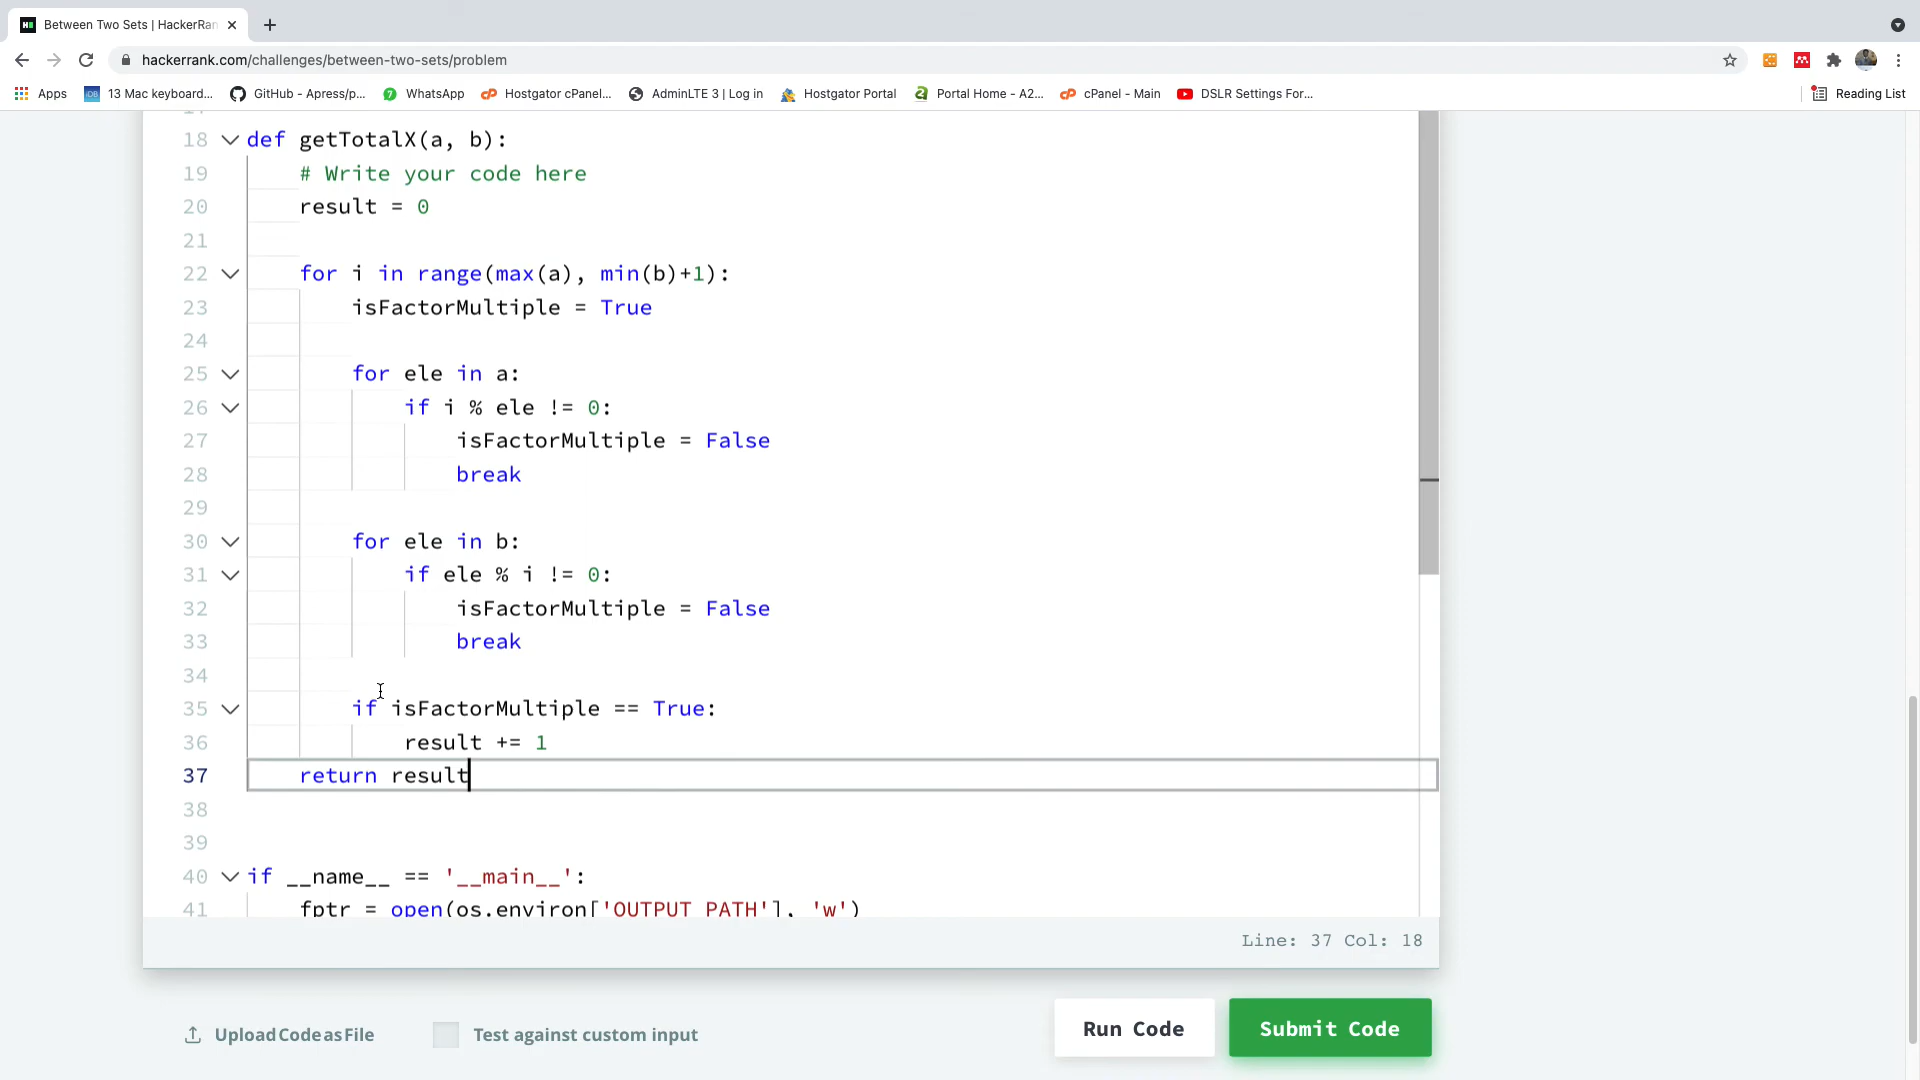 Between Two Sets | HackerRan
hackerrank.com/challenges/between-two-sets/problem
Apps
13 Mac keyboard...
GitHub - Apress/p...
WhatsApp
Hostgator cPanel...
AdminLTE 3 | Log in
Hostgator Portal
Portal Home - A2...
cPanel - Main
DSLR Settings For...
Reading List
18 def getTotalX(a, b):
19 # Write your code here
20 result = 0
21
22 for i in range(max(a), min(b)+1):
23 isFactorMultiple = True
24
25 for ele in a:
26 if i % ele != 0:
27 isFactorMultiple = False
28 break
29
30 for ele in b:
31 if ele % i != 0:
32 isFactorMultiple = False
33 break
34
35 if isFactorMultiple == True:
36 result += 1
37 return result
38
39
40 if __name__ == '__main__':
41 fptr = open(os.environ['OUTPUT_PATH'], 'w')
Line: 37 Col: 18
Upload Code as File
Test against custom input
Run Code
Submit Code